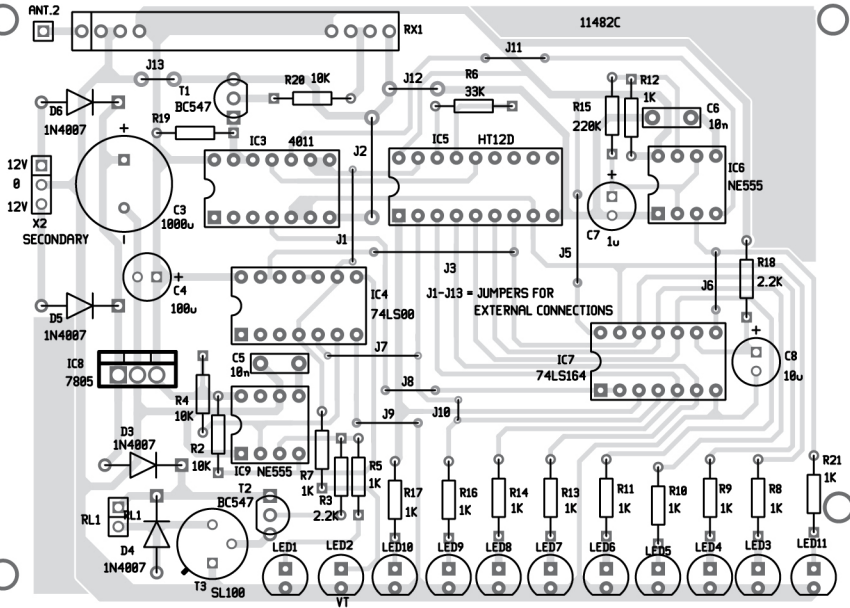 ANT.2
RX1
11482C
J13
J11
T1
BC547
R20 10K
J12
R6
33K
R15
220K
R12
1K
C6
10n
D6
1N4007
R19
IC3 4011
J2
IC5 HT12D
IC6
NE555
12V
0
12V
X2
SECONDARY
+
C3
1000u
–
+
C7 1u
J1
J3
J5
J6
R18
2.2K
+
C4
100u
IC4
74LS00
J1-J13 = JUMPERS FOR
EXTERNAL CONNECTIONS
D5
1N4007
IC8
7805
C5
10n
J7
IC7
74LS164
+
C8
10u
R4
10K
J8
J10
J9
D3
1N4007
R2
10K
IC9 NE555
R7
1K
R3
2.2K
R5
1K
R17
1K
R16
1K
R14
1K
R13
1K
R11
1K
R10
1K
R9
1K
R8
1K
R21
1K
RL1
RL1
T2
BC547
D4
1N4007
T3
SL100
LED1
LED2
LED10
LED9
LED8
LED7
LED6
LED5
LED4
LED3
LED11
VT